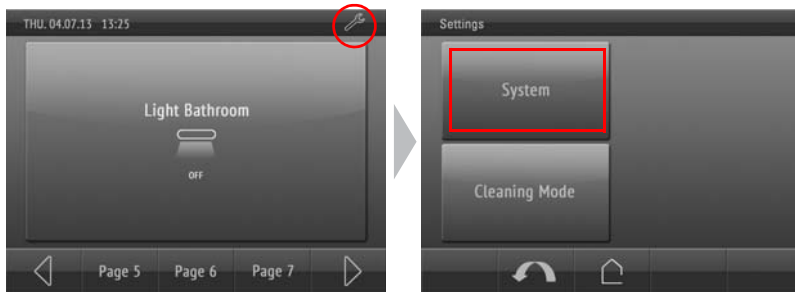 THU. 04.07.13 13:25
Light Bathroom
OFF
Page 5 Page 6 Page 7
Settings
System
Cleaning Mode